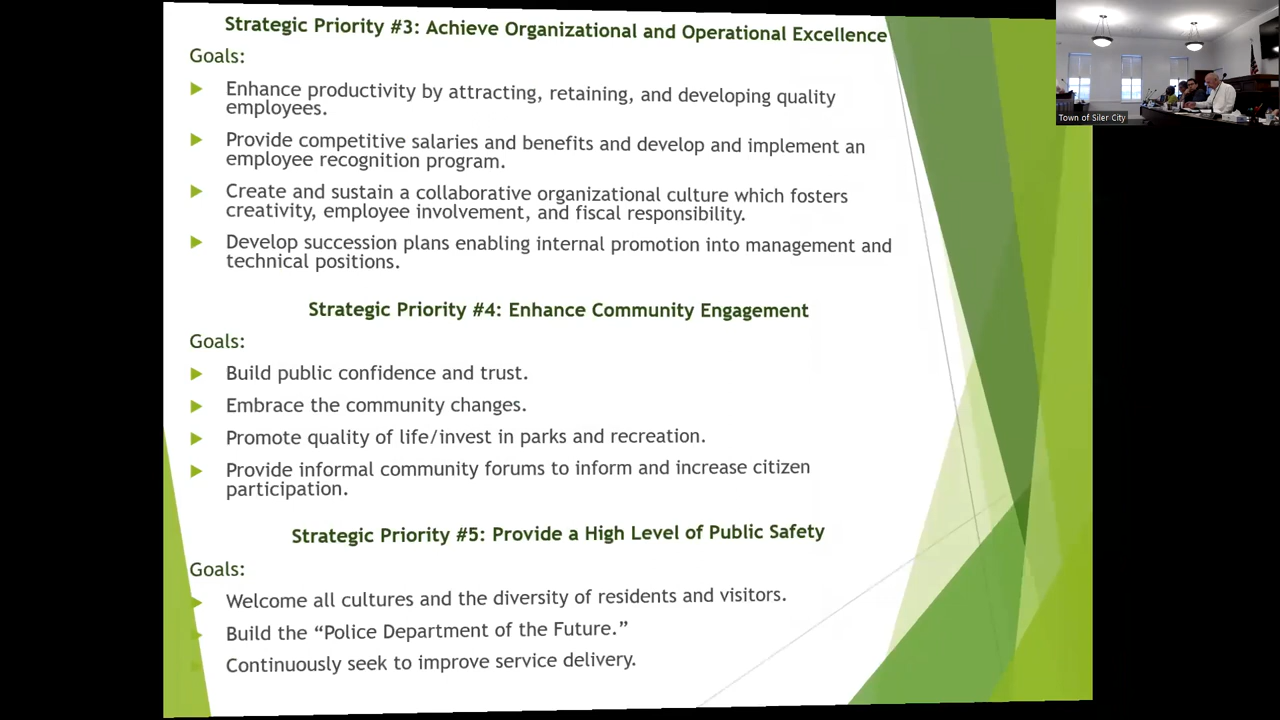 Strategic Priority #3: Achieve Organizational and Operational Excellence
Goals:
Enhance productivity by attracting, retaining, and developing quality
employees.
Provide competitive salaries and benefits and develop and implement an
employee recognition program.
Create and sustain a collaborative organizational culture which fosters
creativity, employee involvement, and fiscal responsibility.
Develop succession plans enabling internal promotion into management and
technical positions.
Strategic Priority #4: Enhance Community Engagement
Goals:
Build public confidence and trust.
Embrace the community changes.
Promote quality of life/invest in parks and recreation.
Provide informal community forums to inform and increase citizen
participation.
Strategic Priority #5: Provide a High Level of Public Safety
Goals:
Welcome all cultures and the diversity of residents and visitors.
Build the “Police Department of the Future.”
Continuously seek to improve service delivery.
Town of Siler City